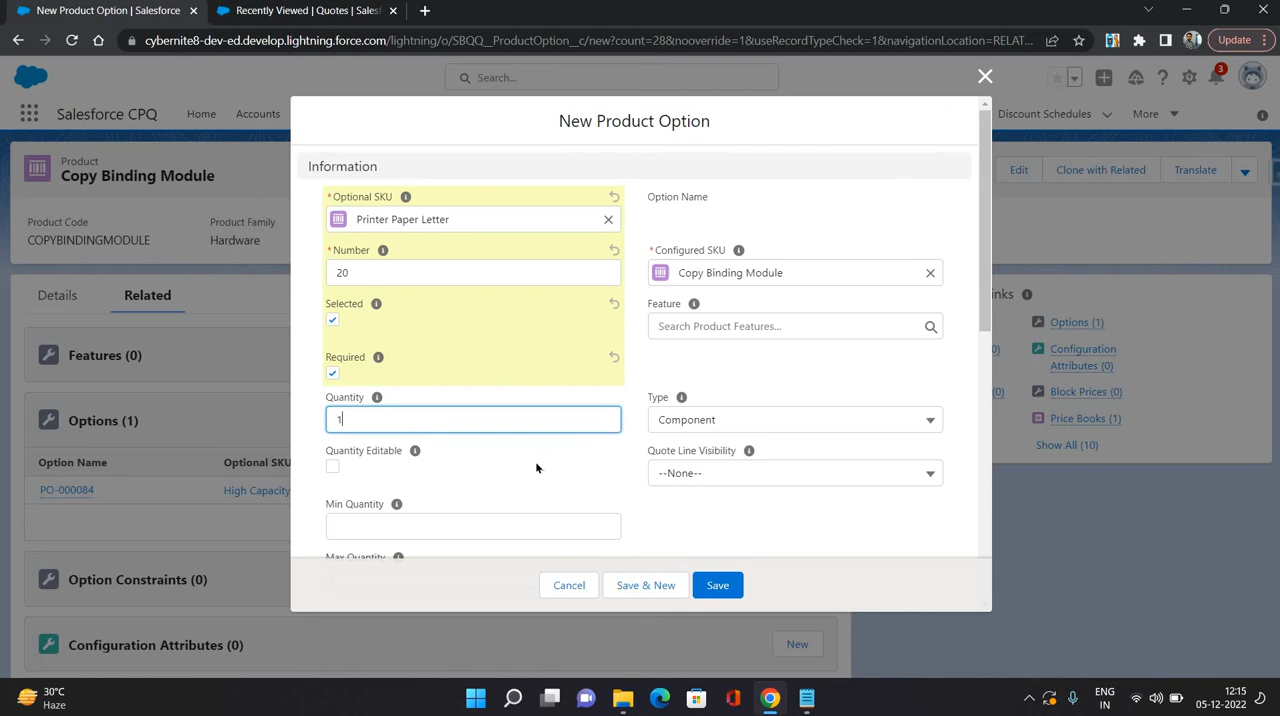 New Product Option | Salesforce
Recently Viewed | Quotes | Salesf
cybernite8-dev-ed.develop.lightning.force.com/lightning/o/SBQQ__ProductOption__c/new?count=28&nooverride=1&useRecordTypeCheck=1&navigationLocation=RELAT...
Update
Search...
3
Salesforce CPQ
Home
Accounts
Discount Schedules
More
New Product Option
Product
Copy Binding Module
Edit
Clone with Related
Translate
Product Code
Product Family
COPYBINDINGMODULE
Hardware
Information
*Optional SKU
Option Name
Printer Paper Letter
*Number
*Configured SKU
20
Copy Binding Module
Selected
Feature
Search Product Features...
Required
Quantity
Type
1
Component
Quantity Editable
Quote Line Visibility
--None--
Min Quantity
Max Quantity
Cancel
Save & New
Save
Details
Related
Features (0)
Options (1)
Option Name
Optional SKU
PO-000084
High Capacity
Option Constraints (0)
Configuration Attributes (0)
New
inks
Options (1)
Configuration
Attributes (0)
Block Prices (0)
Price Books (1)
Show All (10)
30°C
Haze
ENG
IN
12:15
05-12-2022